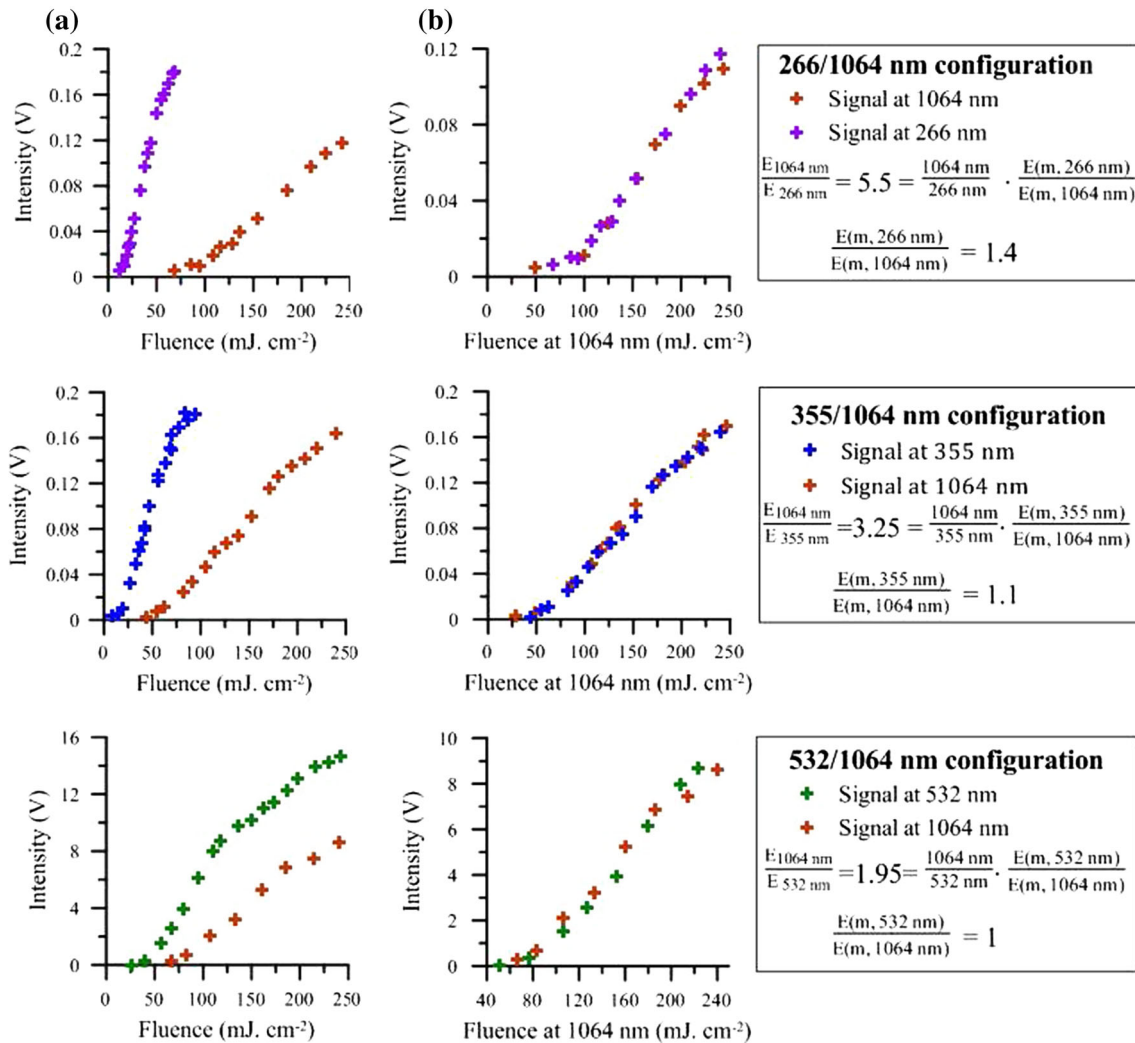 (a)
(b)
0.2
0.16
0.12
0.08
0.04
0
Intensity (V)
0 50 100 150 200 250
Fluence (mJ. cm-2)
0.12
0.08
0.04
0
Intensity (V)
0 50 100 150 200 250
Fluence at 1064 nm (mJ. cm-2)
266/1064 nm configuration
Signal at 1064 nm
Signal at 266 nm
E1064 nm / E 266 nm = 5.5 = 1064 nm / 266 nm · E(m, 266 nm) / E(m, 1064 nm)
E(m, 266 nm) / E(m, 1064 nm) = 1.4
0.2
0.16
0.12
0.08
0.04
0
Intensity (V)
0 50 100 150 200 250
Fluence (mJ. cm-2)
0.2
0.16
0.12
0.08
0.04
0
Intensity (V)
0 50 100 150 200 250
Fluence at 1064 nm (mJ. cm-2)
355/1064 nm configuration
Signal at 355 nm
Signal at 1064 nm
E1064 nm / E 355 nm =3.25 = 1064 nm / 355 nm · E(m, 355 nm) / E(m, 1064 nm)
E(m, 355 nm) / E(m, 1064 nm) = 1.1
16
12
8
4
0
Intensity (V)
0 50 100 150 200 250
Fluence (mJ. cm-2)
10
8
6
4
2
0
Intensity (V)
40 80 120 160 200 240
Fluence at 1064 nm (mJ. cm-2)
532/1064 nm configuration
Signal at 532 nm
Signal at 1064 nm
E1064 nm / E 532 nm =1.95= 1064 nm / 532 nm · E(m, 532 nm) / E(m, 1064 nm)
E(m, 532 nm) / E(m, 1064 nm) = 1